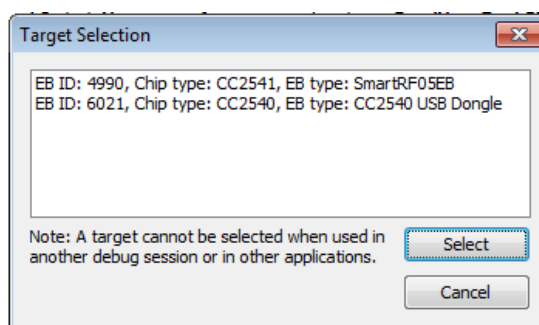 Target Selection
EB ID: 4990, Chip type: CC2541, EB type: SmartRF05EB
EB ID: 6021, Chip type: CC2540, EB type: CC2540 USB Dongle
Note: A target cannot be selected when used in
another debug session or in other applications.
Select
Cancel